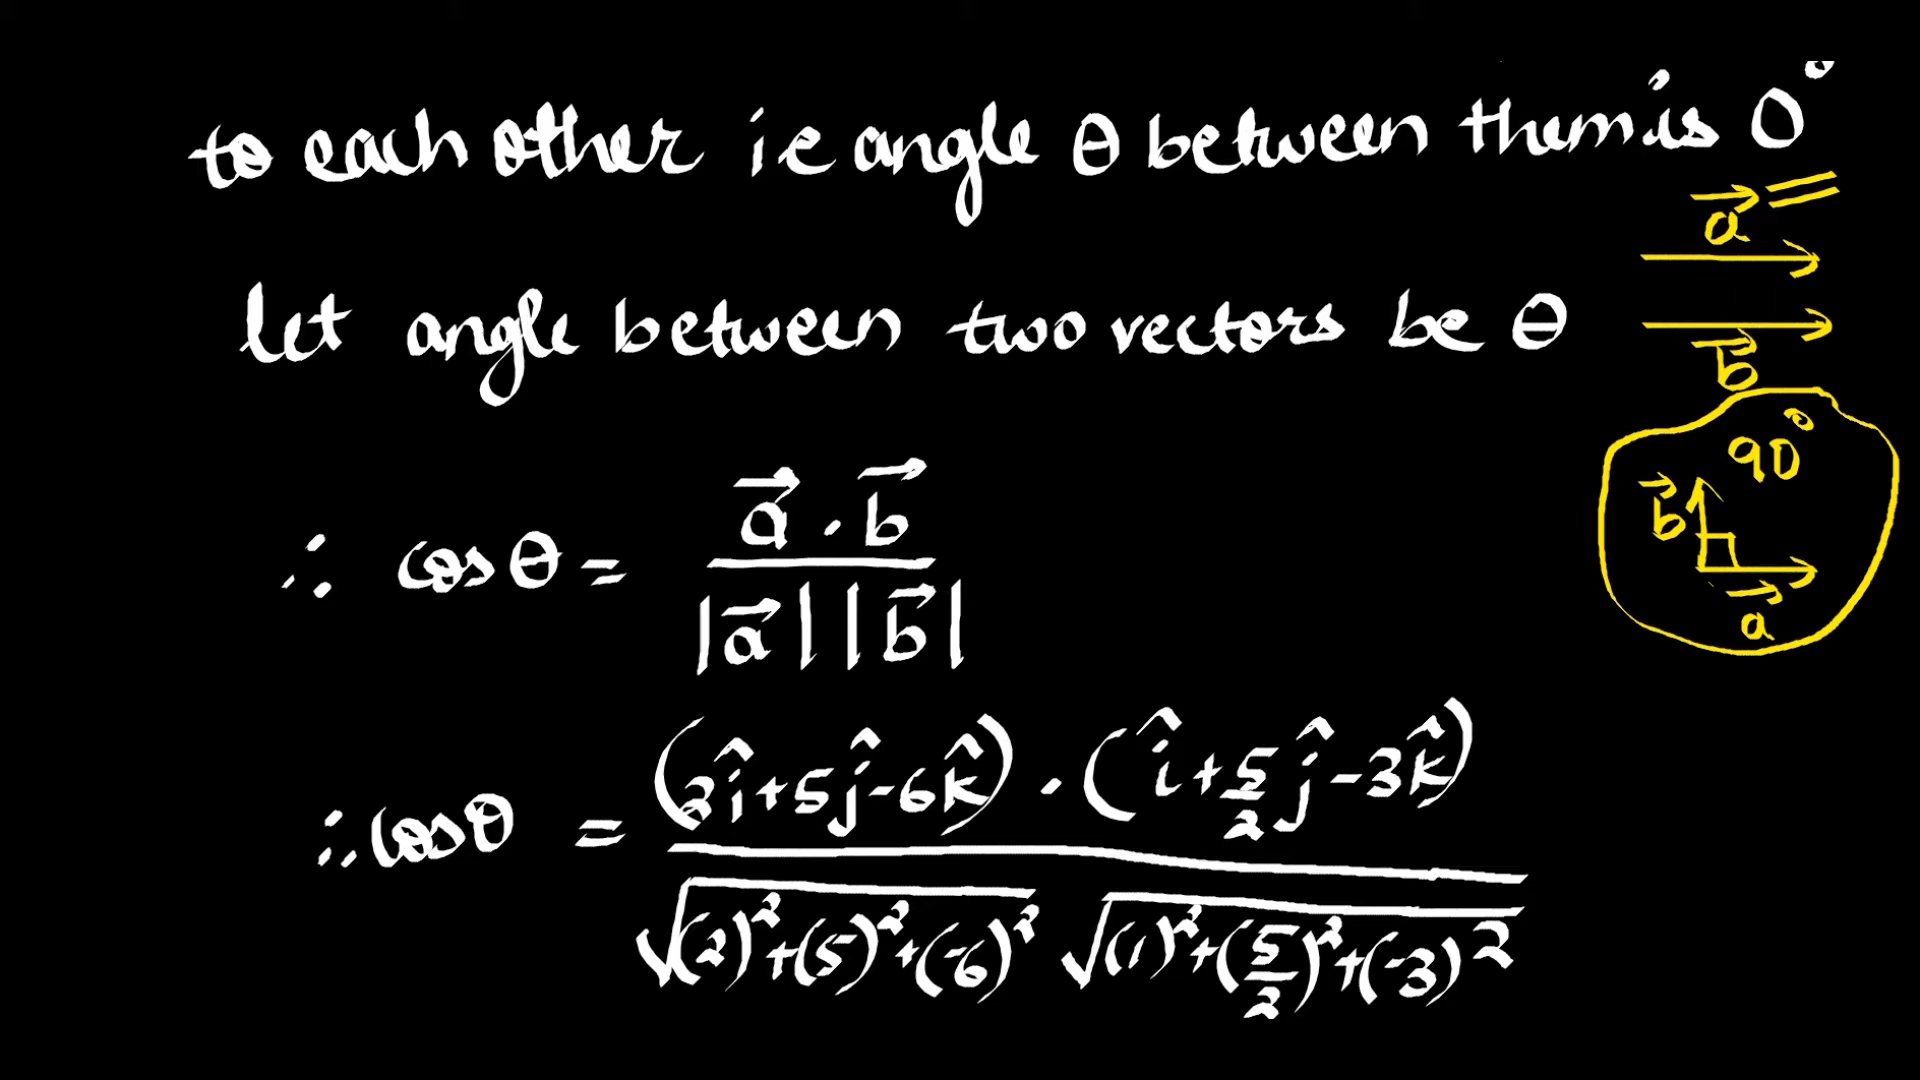 to each other ie angle θ between them is 0°
a⃗
let angle between two vectors be θ
b⃗
90°
b⃗
a⃗
∴ cosθ = a⃗ . b⃗ / |a⃗| |b⃗|
∴ cosθ = (2î+5ĵ-6k̂) . (î+5/2ĵ-3k̂) / √(2)²+(5)²+(-6)² √(1)²+(5/2)²+(-3)²